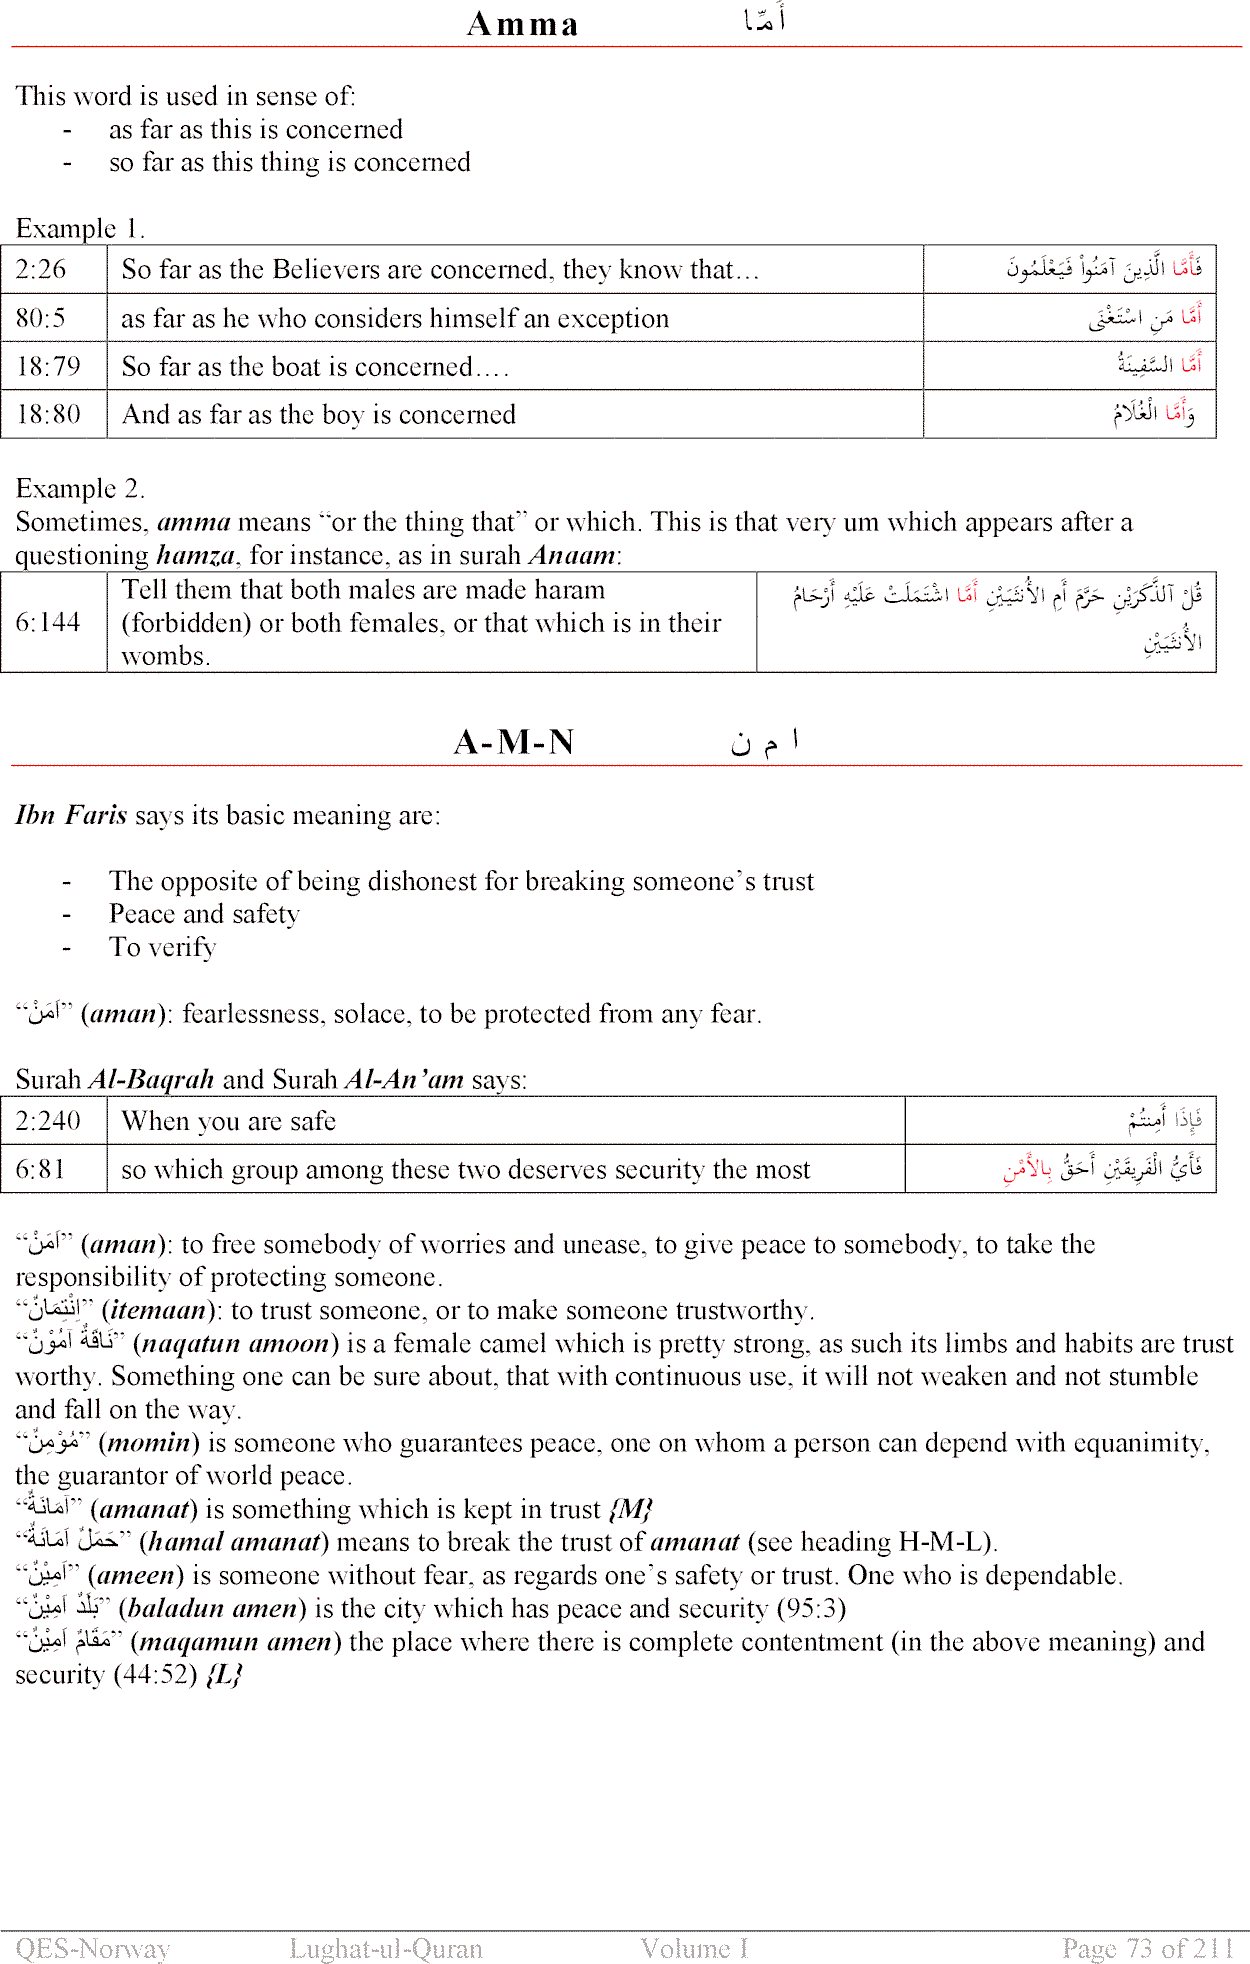 Amma أَمَّا
This word is used in sense of:
- as far as this is concerned
- so far as this thing is concerned
Example 1.
2:26 So far as the Believers are concerned, they know that… فَأَمَّا الَّذِينَ آمَنُواْ فَيَعْلَمُونَ
80:5 as far as he who considers himself an exception أَمَّا مَنِ اسْتَغْنَى
18:79 So far as the boat is concerned…. أَمَّا السَّفِينَةُ
18:80 And as far as the boy is concerned وَأَمَّا الْغُلَامُ
Example 2.
Sometimes, amma means “or the thing that” or which. This is that very um which appears after a
questioning hamza, for instance, as in surah Anaam:
6:144 Tell them that both males are made haram
(forbidden) or both females, or that which is in their
wombs.
قُلْ آلذَّكَرَيْنِ حَرَّمَ أَمِ الأُنثَيَيْنِ أَمَّا اشْتَمَلَتْ عَلَيْهِ أَرْحَامُ
الأُنثَيَيْنِ
A-M-N ا م ن
Ibn Faris says its basic meaning are:
- The opposite of being dishonest for breaking someone’s trust
- Peace and safety
- To verify
“اَمَنْ” (aman): fearlessness, solace, to be protected from any fear.
Surah Al-Baqrah and Surah Al-An’am says:
2:240 When you are safe فَإِذَا أَمِنتُمْ
6:81 so which group among these two deserves security the most فَأَيُّ الْفَرِيقَيْنِ أَحَقُّ بِالأَمْنِ
“اَمَنْ” (aman): to free somebody of worries and unease, to give peace to somebody, to take the
responsibility of protecting someone.
“اِئْتِمَانٌ” (itemaan): to trust someone, or to make someone trustworthy.
“نَاقَةٌ اَمُوْنٌ” (naqatun amoon) is a female camel which is pretty strong, as such its limbs and habits are trust
worthy. Something one can be sure about, that with continuous use, it will not weaken and not stumble
and fall on the way.
“مُوْمِنٌ” (momin) is someone who guarantees peace, one on whom a person can depend with equanimity,
the guarantor of world peace.
“اَمَانَةٌ” (amanat) is something which is kept in trust {M}
“حَمَلٌ اَمَانَةٌ” (hamal amanat) means to break the trust of amanat (see heading H-M-L).
“اَمِيْنٌ” (ameen) is someone without fear, as regards one’s safety or trust. One who is dependable.
“بَلَدٌ اَمِيْنٌ” (baladun amen) is the city which has peace and security (95:3)
“مَقَامٌ اَمِيْنٌ” (maqamun amen) the place where there is complete contentment (in the above meaning) and
security (44:52) {L}
QES-Norway Lughat-ul-Quran Volume I Page 73 of 211